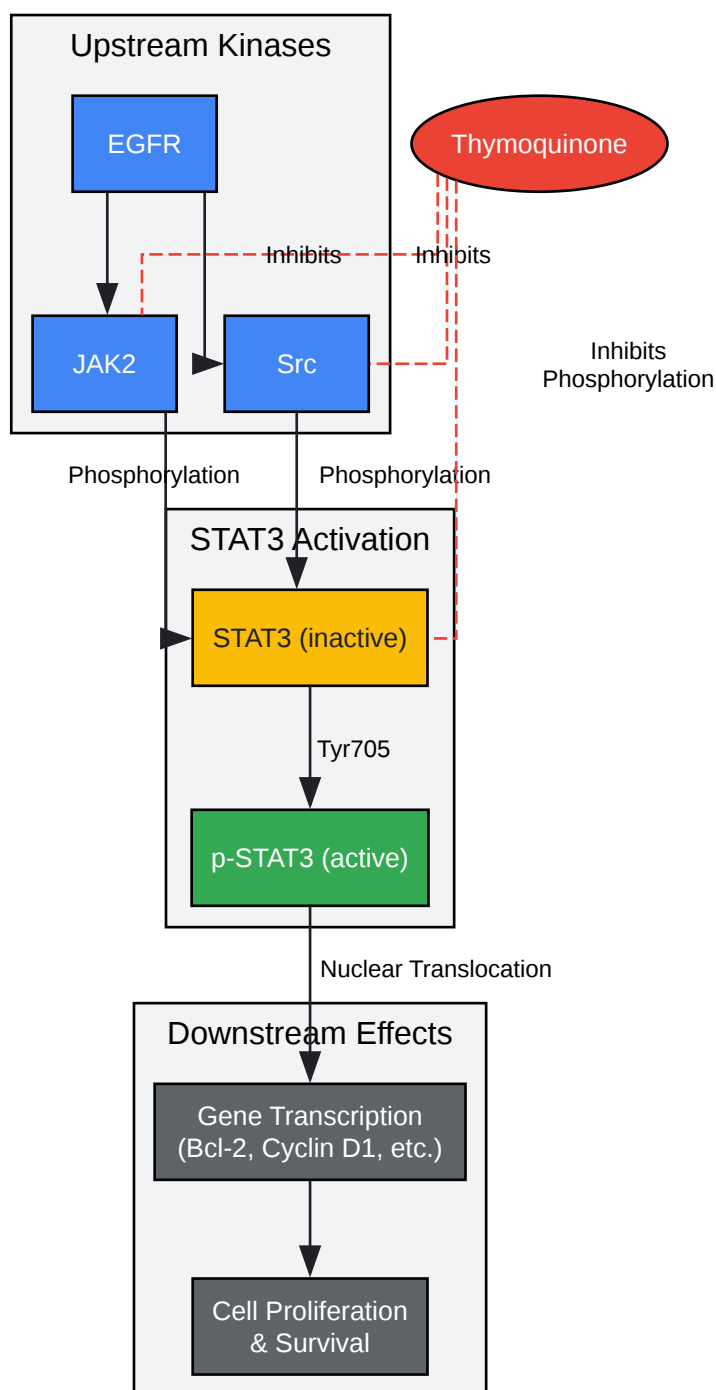 Upstream Kinases
EGFR
Thymoquinone
Inhibits
Inhibits
JAK2
Src
Inhibits
Phosphorylation
Phosphorylation
Phosphorylation
STAT3 Activation
STAT3 (inactive)
Tyr705
p-STAT3 (active)
Nuclear Translocation
Downstream Effects
Gene Transcription
(Bcl-2, Cyclin D1, etc.)
Cell Proliferation
& Survival